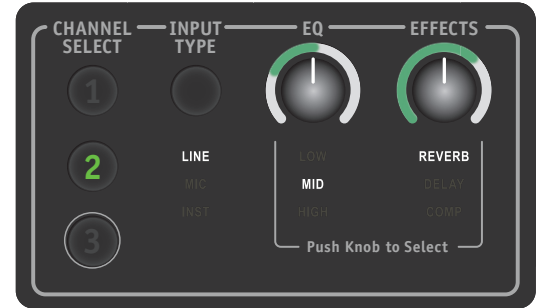 CHANNEL SELECT
INPUT TYPE
EQ
EFFECTS
1
2
3
LINE
MIC
INST
LOW
MID
HIGH
REVERB
DELAY
COMP
Push Knob to Select